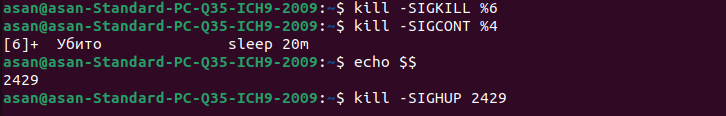 asan@asan-Standard-PC-Q35-ICH9-2009:~$ kill -SIGKILL %6
asan@asan-Standard-PC-Q35-ICH9-2009:~$ kill -SIGCONT %4
[6]+  Убито              sleep 20m
asan@asan-Standard-PC-Q35-ICH9-2009:~$ echo $$
2429
asan@asan-Standard-PC-Q35-ICH9-2009:~$ kill -SIGHUP 2429